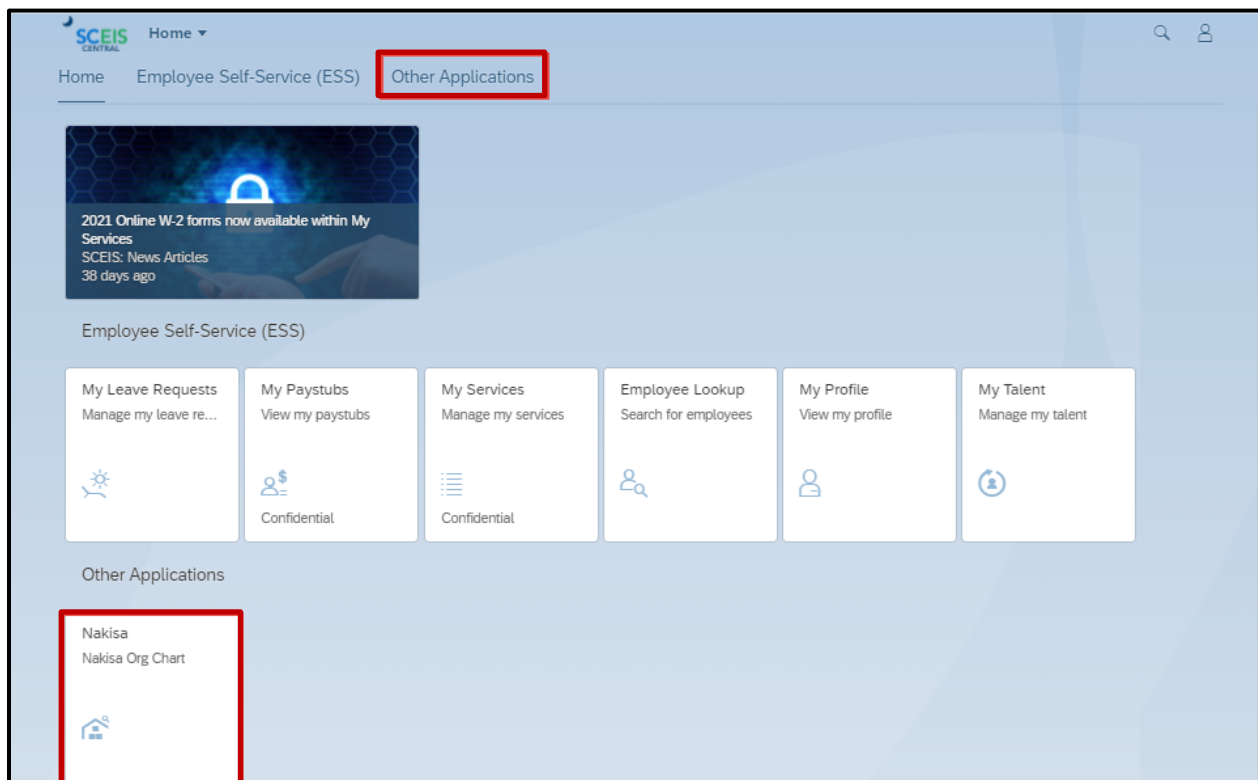 SCEIS
CENTRAL
Home
Home Employee Self-Service (ESS) Other Applications
2021 Online W-2 forms now available within My
Services
SCEIS: News Articles
38 days ago
Employee Self-Service (ESS)
My Leave Requests
Manage my leave re...
My Paystubs
View my paystubs
$
Confidential
My Services
Manage my services
Confidential
Employee Lookup
Search for employees
My Profile
View my profile
My Talent
Manage my talent
Other Applications
Nakisa
Nakisa Org Chart